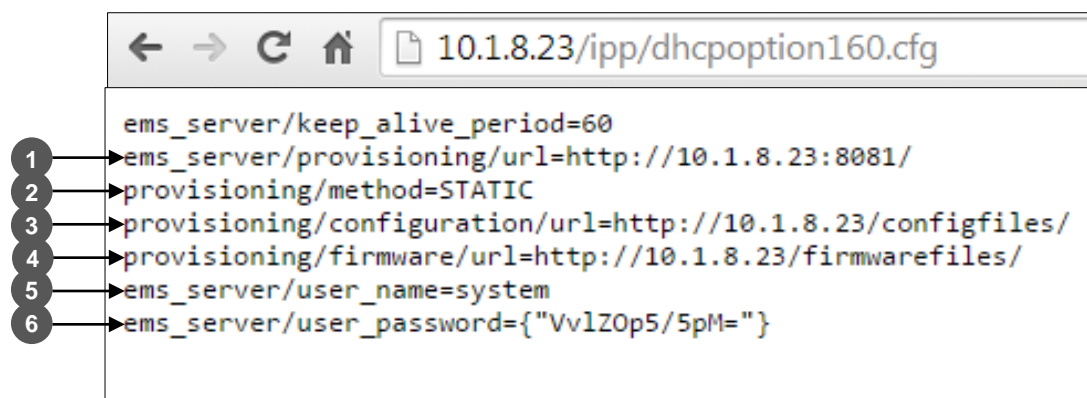 10.1.8.23/ipp/dhcpoption160.cfg
ems_server/keep_alive_period=60
1 ems_server/provisioning/url=http://10.1.8.23:8081/
2 provisioning/method=STATIC
3 provisioning/configuration/url=http://10.1.8.23/configfiles/
4 provisioning/firmware/url=http://10.1.8.23/firmwarefiles/
5 ems_server/user_name=system
6 ems_server/user_password={"VvlZOp5/5pM="}